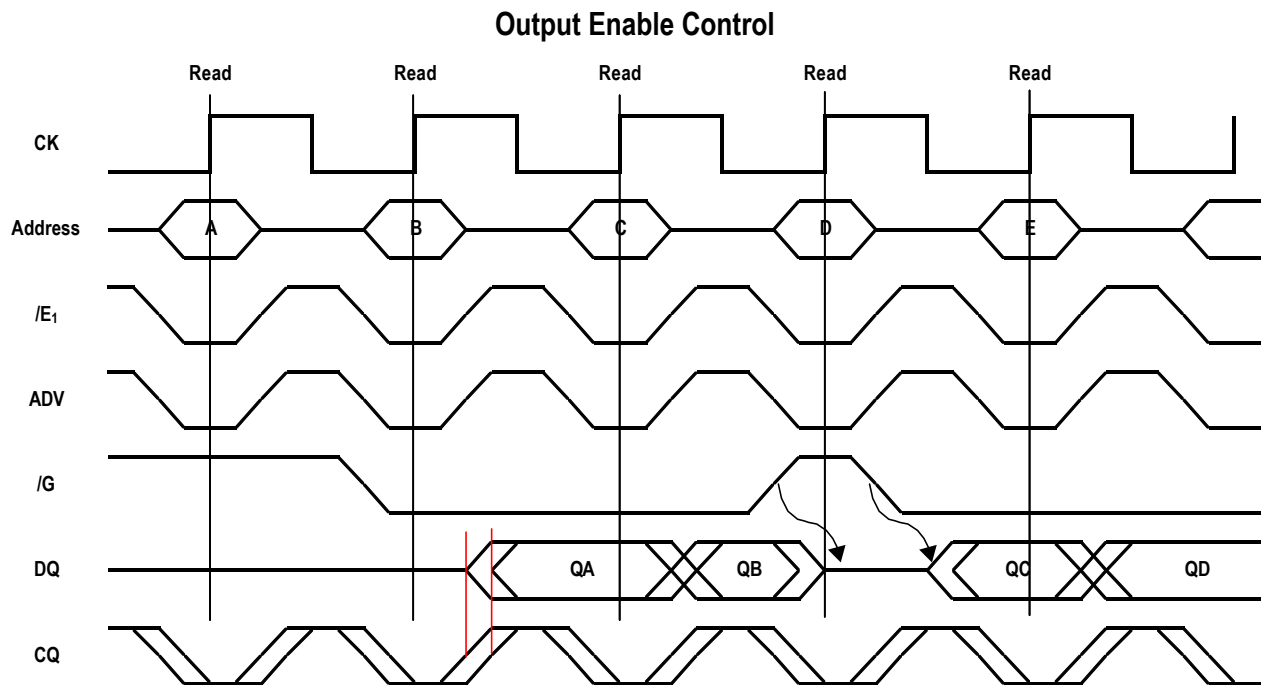 Output Enable Control
Read Read Read Read Read
CK
Address A B C D E
/E₁
ADV
/G
DQ QA QB QC QD
CQ